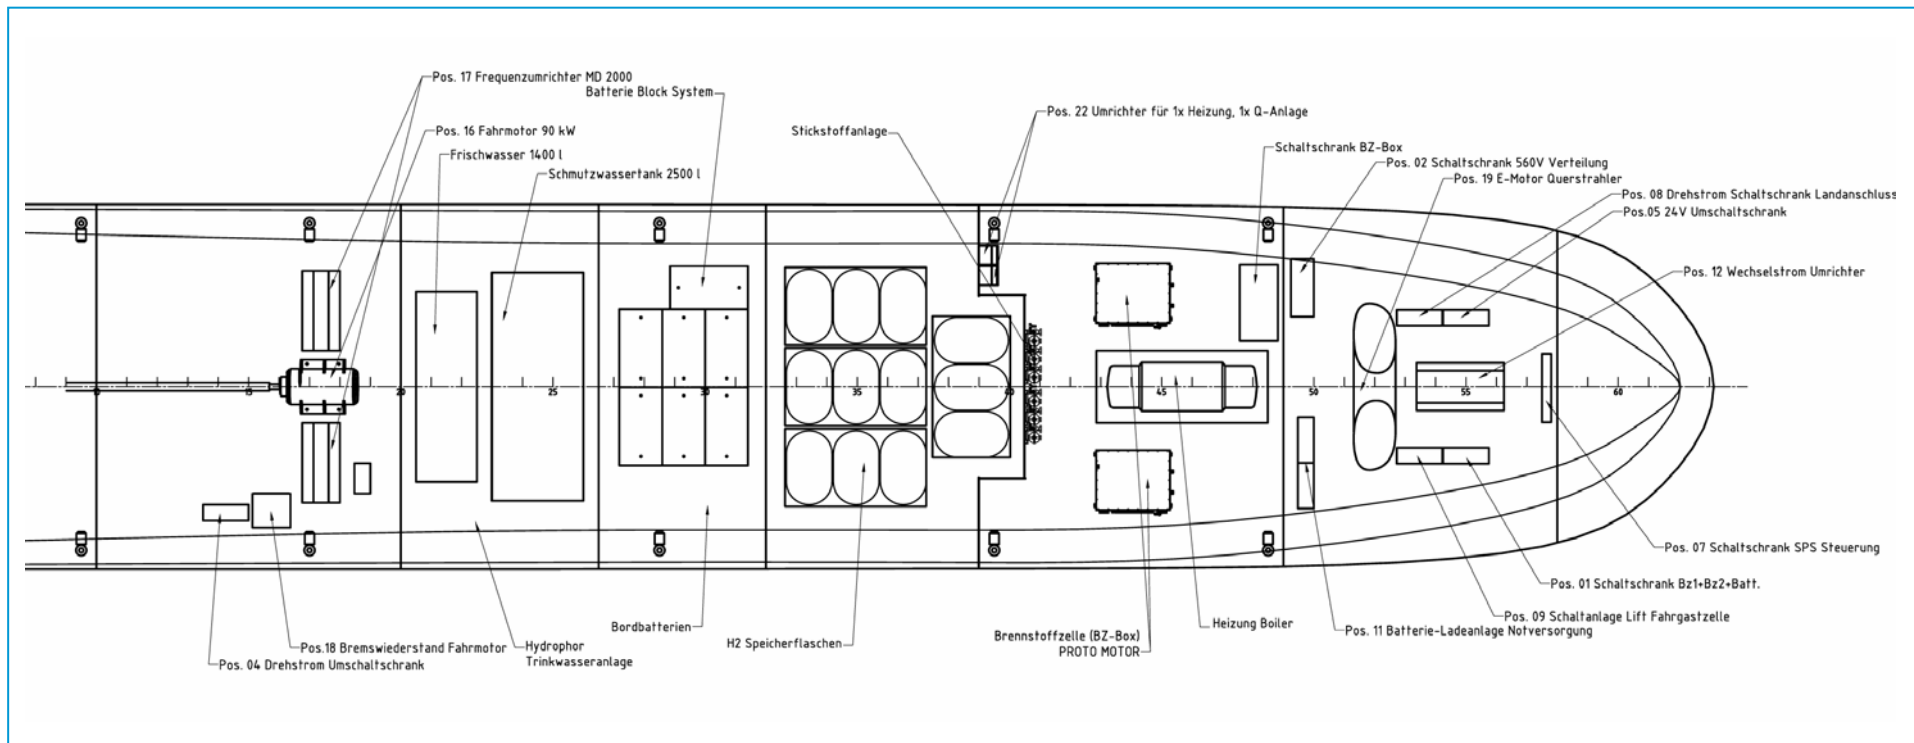 Pos. 17 Frequenzumrichter MD 2000
Batterie Block System
Pos. 16 Fahrmotor 90 kW
Frischwasser 1400 l
Schmutzwassertank 2500 l
Stickstoffanlage
Pos. 22 Umrichter für 1x Heizung, 1x Q-Anlage
Schaltschrank BZ-Box
Pos. 02 Schaltschrank 560V Verteilung
Pos. 19 E-Motor Querstrahler
Pos. 08 Drehstrom Schaltschrank Landanschluss
Pos.05 24V Umschaltschrank
Pos. 12 Wechselstrom Umrichter
15
20
25
30
35
40
45
50
55
60
Pos. 07 Schaltschrank SPS Steuerung
Pos. 01 Schaltschrank Bz1+Bz2+Batt.
Pos. 09 Schaltanlage Lift Fahrgastzelle
Pos. 11 Batterie-Ladeanlage Notversorgung
Heizung Boiler
Brennstoffzelle (BZ-Box)
PROTO MOTOR
H2 Speicherflaschen
Bordbatterien
Hydrophor
Trinkwasseranlage
Pos.18 Bremswiederstand Fahrmotor
Pos. 04 Drehstrom Umschaltschrank